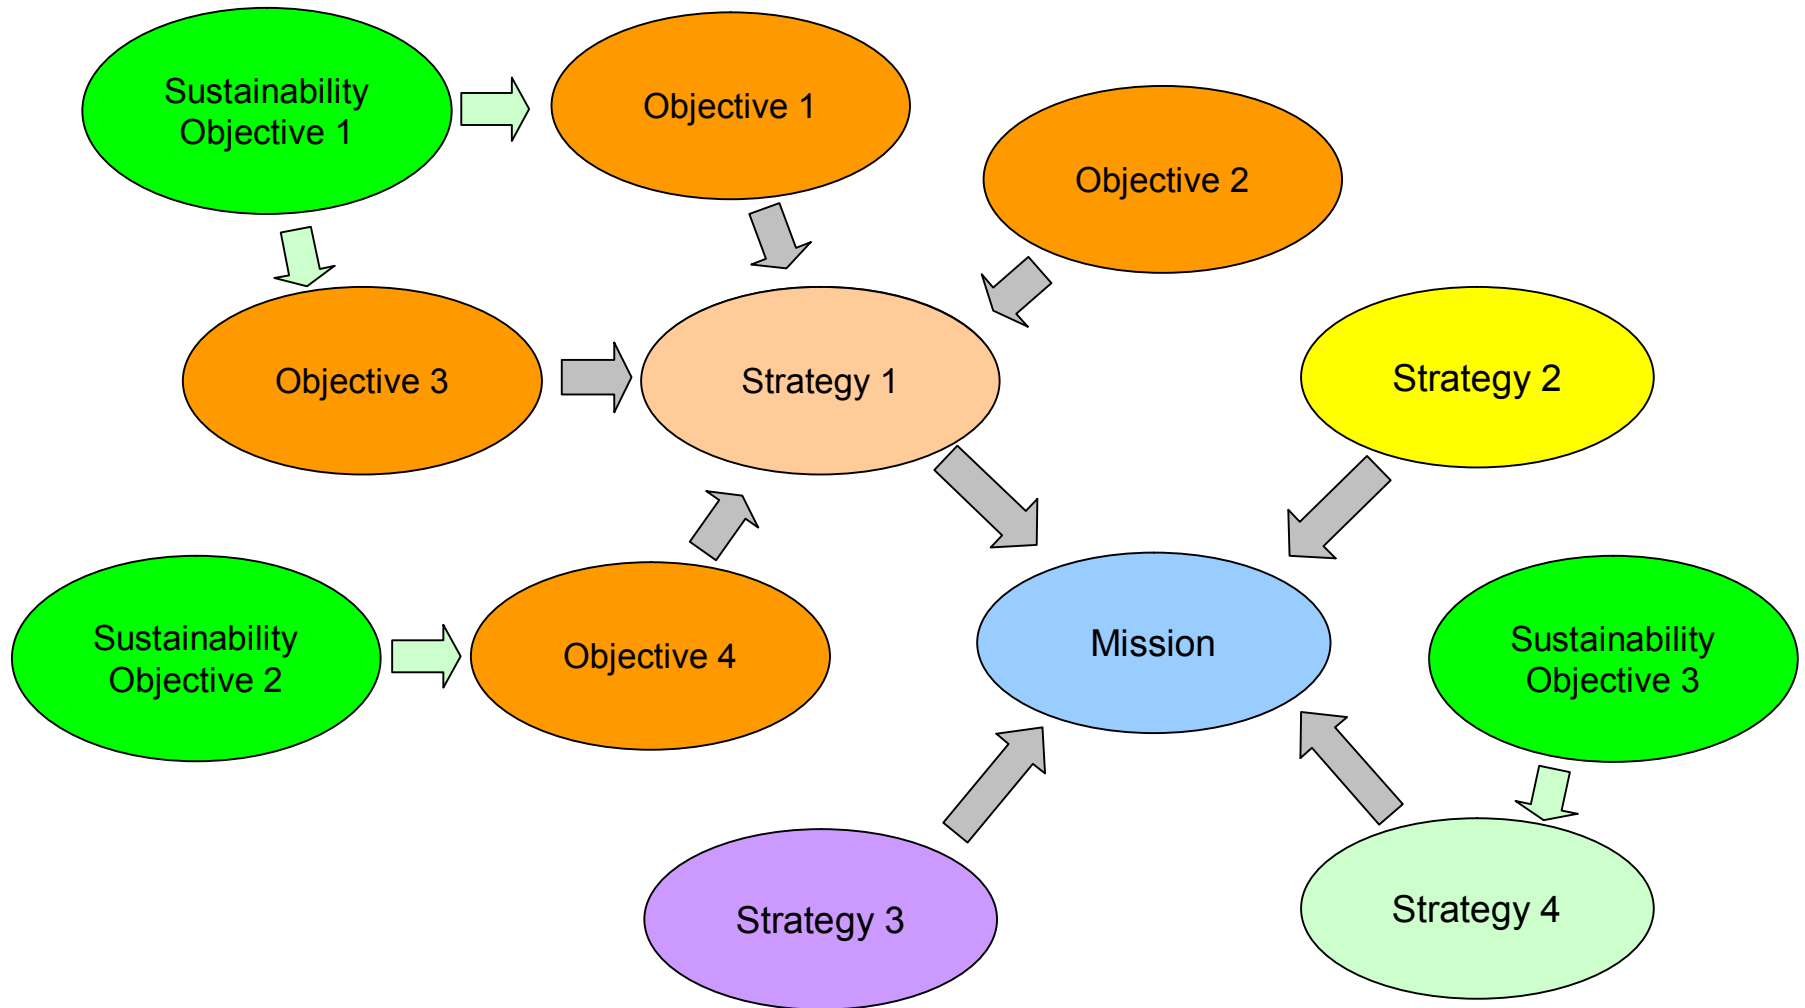 Sustainability
Objective 1
Objective 1
Objective 2
Objective 3
Strategy 1
Strategy 2
Sustainability
Objective 2
Objective 4
Mission
Sustainability
Objective 3
Strategy 3
Strategy 4